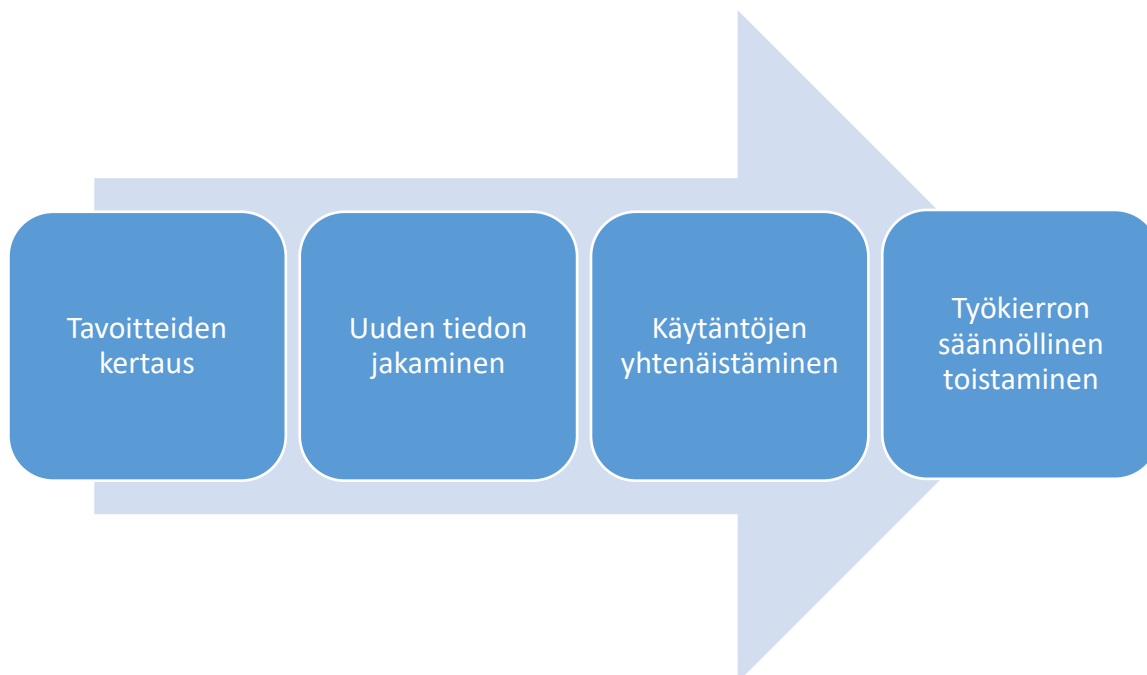 Tavoitteiden
kertaus
Uuden tiedon
jakaminen
Käytäntöjen
yhtenäistäminen
Työkierron
säännöllinen
toistaminen